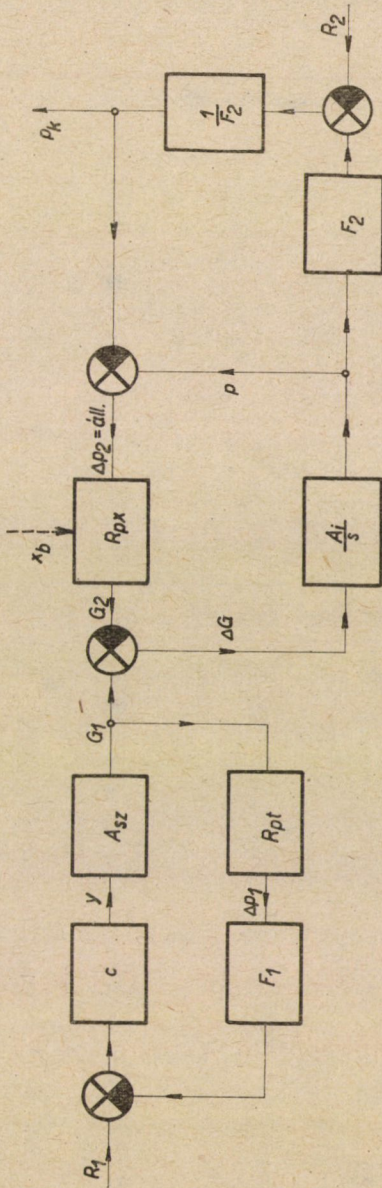 R1
c
y
Asz
G1
Rpt
Δp1
F1
G2
Rpx
xb
Δp2=áll.
ΔG
Ai
s
p
F2
R2
1
F2
pk